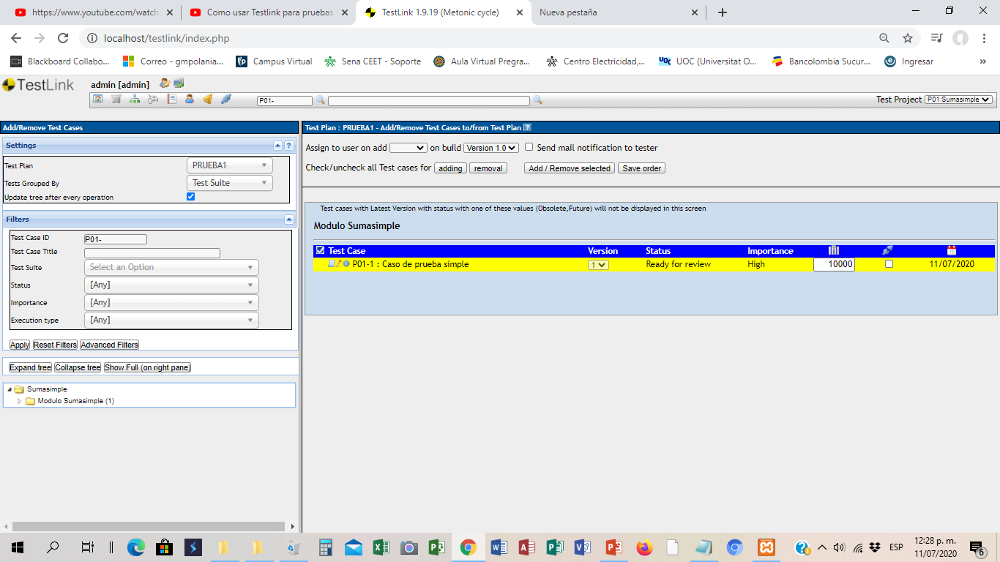 https://www.youtube.com/watch
Como usar Testlink para pruebas
TestLink 1.9.19 (Metonic cycle)
Nueva pestaña
localhost/testlink/index.php
Blackboard Collabo...
Correo - gmpolania...
Campus Virtual
Sena CEET - Soporte
Aula Virtual Pregra...
Centro Electricidad,...
UOC (Universitat O...
Bancolombia Sucur...
Ingresar
»
TestLink
admin [admin]
P01-
Test Project P01:Sumasimple
Add/Remove Test Cases
Settings
?
Test Plan PRUEBA1
Tests Grouped By Test Suite
Update tree after every operation
Filters
Test Case ID P01-
Test Case Title
Test Suite Select an Option
Status [Any]
Importance [Any]
Execution type [Any]
Apply Reset Filters Advanced Filters
Expand tree Collapse tree Show Full (on right pane)
Sumasimple
Modulo Sumasimple (1)
Test Plan : PRUEBA1 - Add/Remove Test Cases to/from Test Plan ?
Assign to user on add on build Version 1.0 Send mail notification to tester
Check/uncheck all Test cases for adding removal Add / Remove selected Save order
Test cases with Latest Version with status with one of these values (Obsolete,Future) will not be displayed in this screen
Modulo Sumasimple
Test Case Version Status Importance
P01-1 : Caso de prueba simple 1 Ready for review High 10000 11/07/2020
ESP
12:28 p. m.
11/07/2020
6